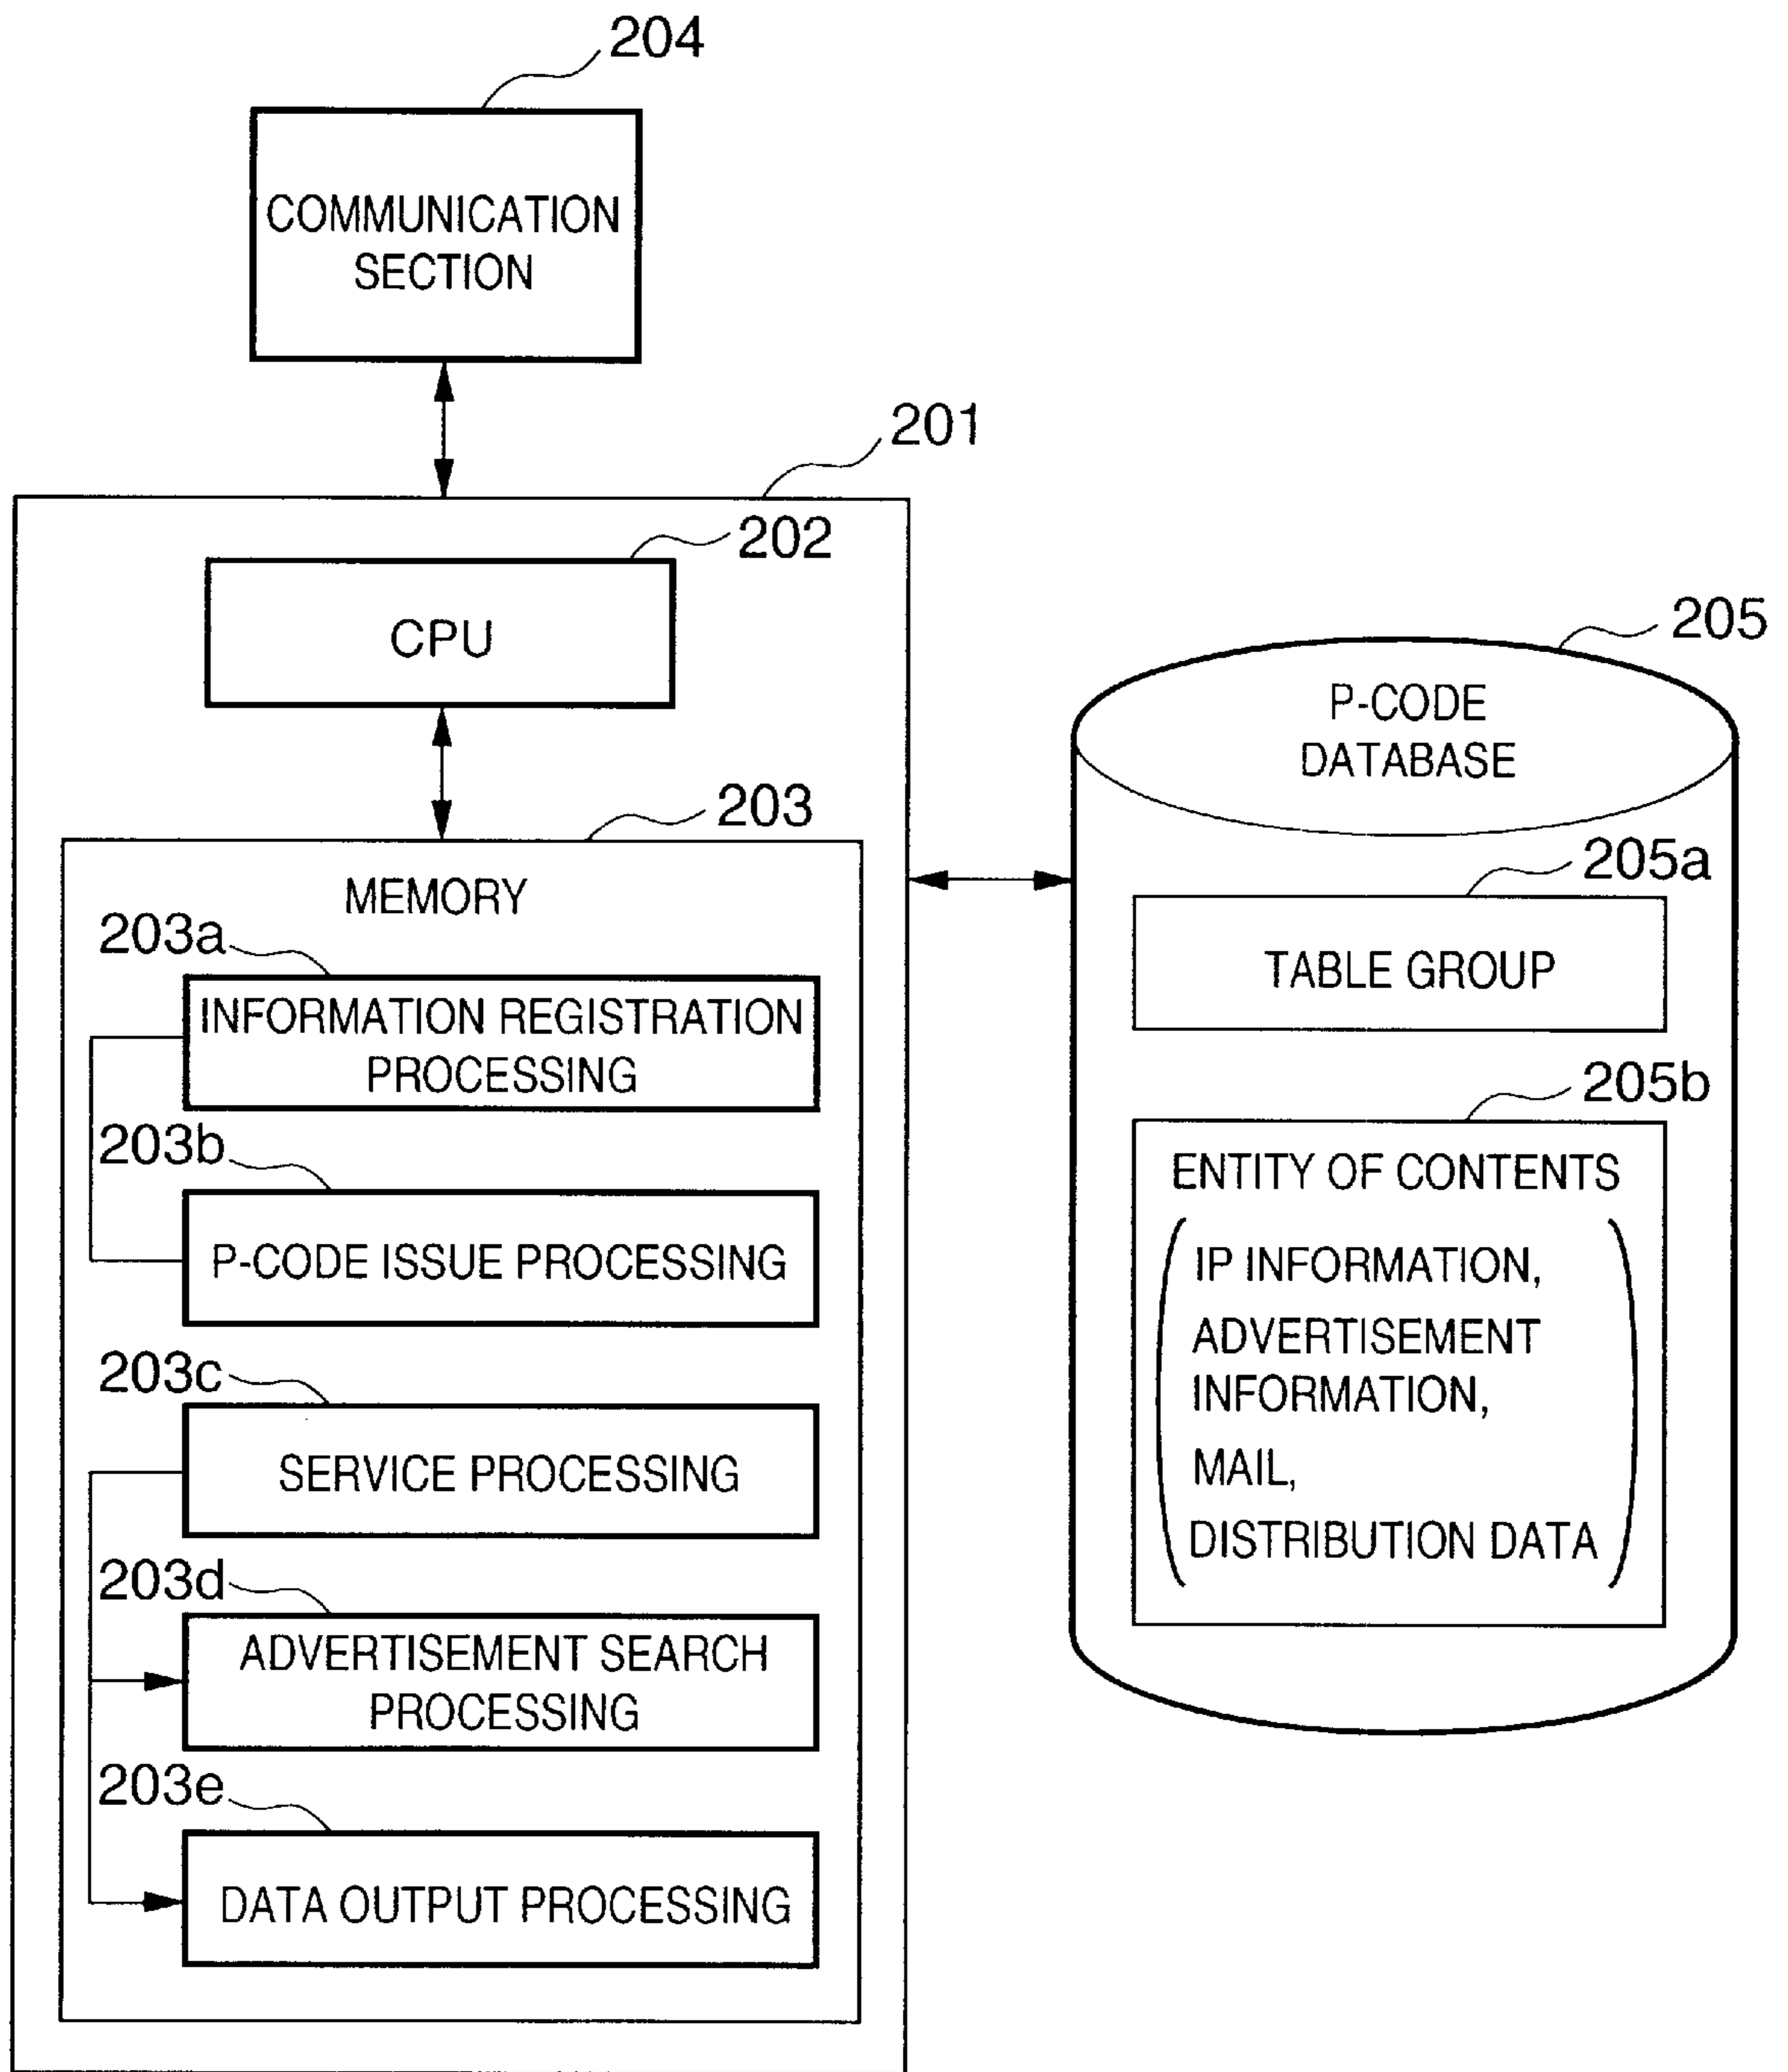 204
COMMUNICATION
SECTION
201
202
CPU
203
MEMORY
203a
INFORMATION REGISTRATION
PROCESSING
203b
P-CODE ISSUE PROCESSING
203c
SERVICE PROCESSING
203d
ADVERTISEMENT SEARCH
PROCESSING
203e
DATA OUTPUT PROCESSING
205
P-CODE
DATABASE
205a
TABLE GROUP
205b
ENTITY OF CONTENTS
IP INFORMATION,
ADVERTISEMENT
INFORMATION,
MAIL,
DISTRIBUTION DATA